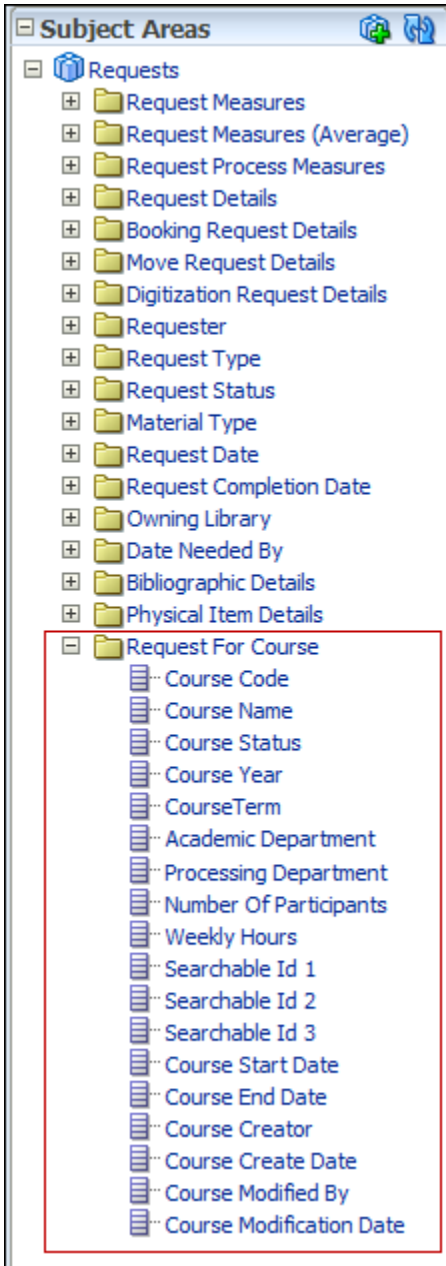 Subject Areas
Requests
Request Measures
Request Measures (Average)
Request Process Measures
Request Details
Booking Request Details
Move Request Details
Digitization Request Details
Requester
Request Type
Request Status
Material Type
Request Date
Request Completion Date
Owning Library
Date Needed By
Bibliographic Details
Physical Item Details
Request For Course
Course Code
Course Name
Course Status
Course Year
CourseTerm
Academic Department
Processing Department
Number Of Participants
Weekly Hours
Searchable Id 1
Searchable Id 2
Searchable Id 3
Course Start Date
Course End Date
Course Creator
Course Create Date
Course Modified By
Course Modification Date